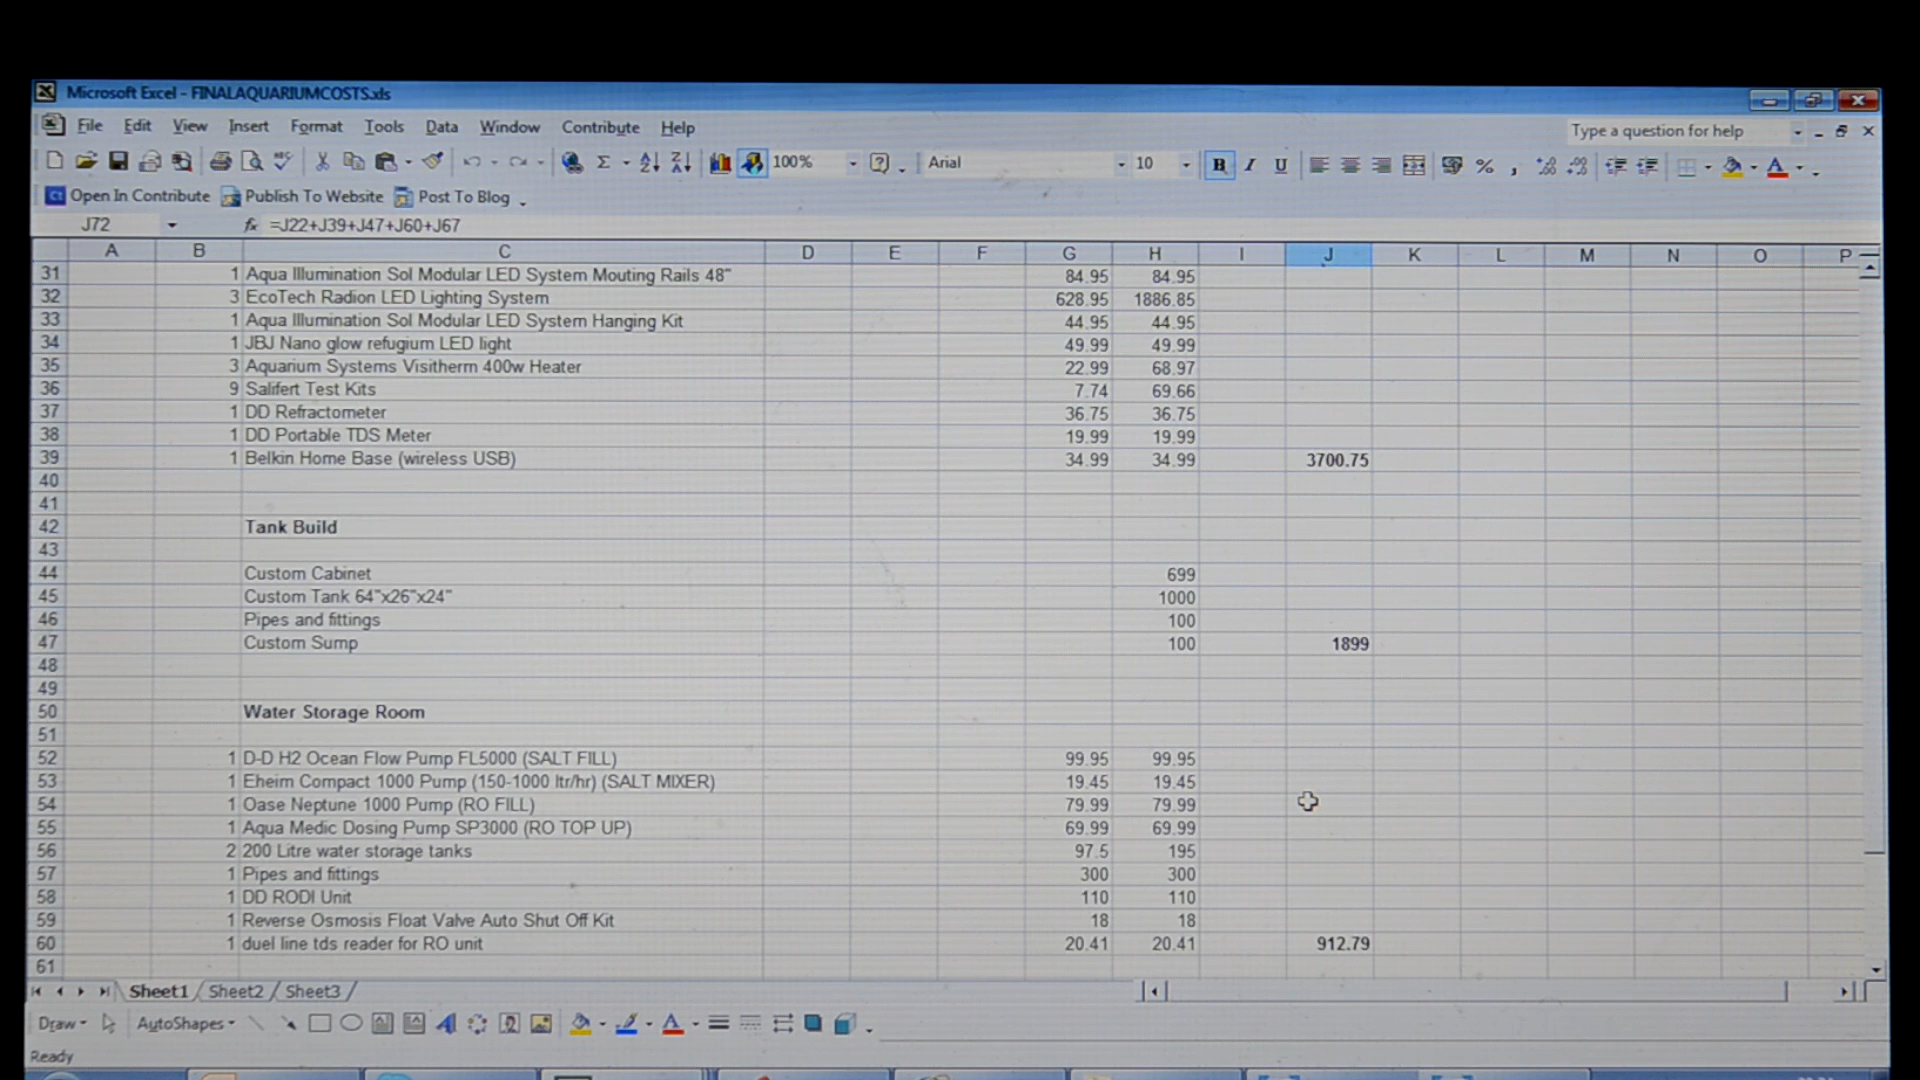 Microsoft Excel - FINALAQUARIUMCOSTS.xls
File Edit View Insert Format Tools Data Window Contribute Help Type a question for help
100% Arial 10 B I U % ,
Open In Contribute Publish To Website Post To Blog
J72 fx =J22+J39+J47+J60+J67
A B C D E F G H I J K L M N O P
31 1 Aqua Illumination Sol Modular LED System Mouting Rails 48" 84.95 84.95
32 3 EcoTech Radion LED Lighting System 628.95 1886.85
33 1 Aqua Illumination Sol Modular LED System Hanging Kit 44.95 44.95
34 1 JBJ Nano glow refugium LED light 49.99 49.99
35 3 Aquarium Systems Visitherm 400w Heater 22.99 68.97
36 9 Salifert Test Kits 7.74 69.66
37 1 DD Refractometer 36.75 36.75
38 1 DD Portable TDS Meter 19.99 19.99
39 1 Belkin Home Base (wireless USB) 34.99 34.99 3700.75
40
41
42 Tank Build
43
44 Custom Cabinet 699
45 Custom Tank 64"x26"x24" 1000
46 Pipes and fittings 100
47 Custom Sump 100 1899
48
49
50 Water Storage Room
51
52 1 D-D H2 Ocean Flow Pump FL5000 (SALT FILL) 99.95 99.95
53 1 Eheim Compact 1000 Pump (150-1000 ltr/hr) (SALT MIXER) 19.45 19.45
54 1 Oase Neptune 1000 Pump (RO FILL) 79.99 79.99
55 1 Aqua Medic Dosing Pump SP3000 (RO TOP UP) 69.99 69.99
56 2 200 Litre water storage tanks 97.5 195
57 1 Pipes and fittings 300 300
58 1 DD RODI Unit 110 110
59 1 Reverse Osmosis Float Valve Auto Shut Off Kit 18 18
60 1 duel line tds reader for RO unit 20.41 20.41 912.79
61
Sheet1 Sheet2 Sheet3
Draw AutoShapes
Ready